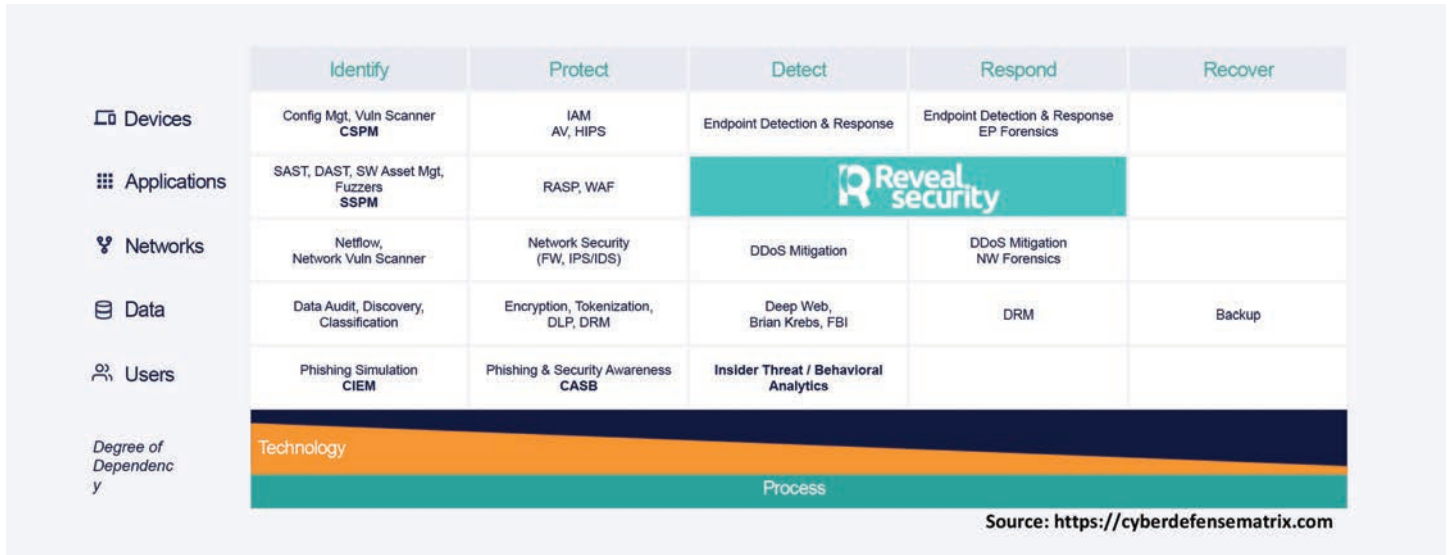 Identify Protect Detect Respond Recover
Devices
Config Mgt, Vuln Scanner
CSPM
IAM
AV, HIPS
Endpoint Detection & Response
Endpoint Detection & Response
EP Forensics
Applications
SAST, DAST, SW Asset Mgt,
Fuzzers
SSPM
RASP, WAF
Reveal
security
Networks
Netflow,
Network Vuln Scanner
Network Security
(FW, IPS/IDS)
DDoS Mitigation
DDoS Mitigation
NW Forensics
Data
Data Audit, Discovery,
Classification
Encryption, Tokenization,
DLP, DRM
Deep Web,
Brian Krebs, FBI
DRM
Backup
Users
Phishing Simulation
CIEM
Phishing & Security Awareness
CASB
Insider Threat / Behavioral
Analytics
Degree of
Dependenc
y
Technology
Process
Source: https://cyberdefensematrix.com